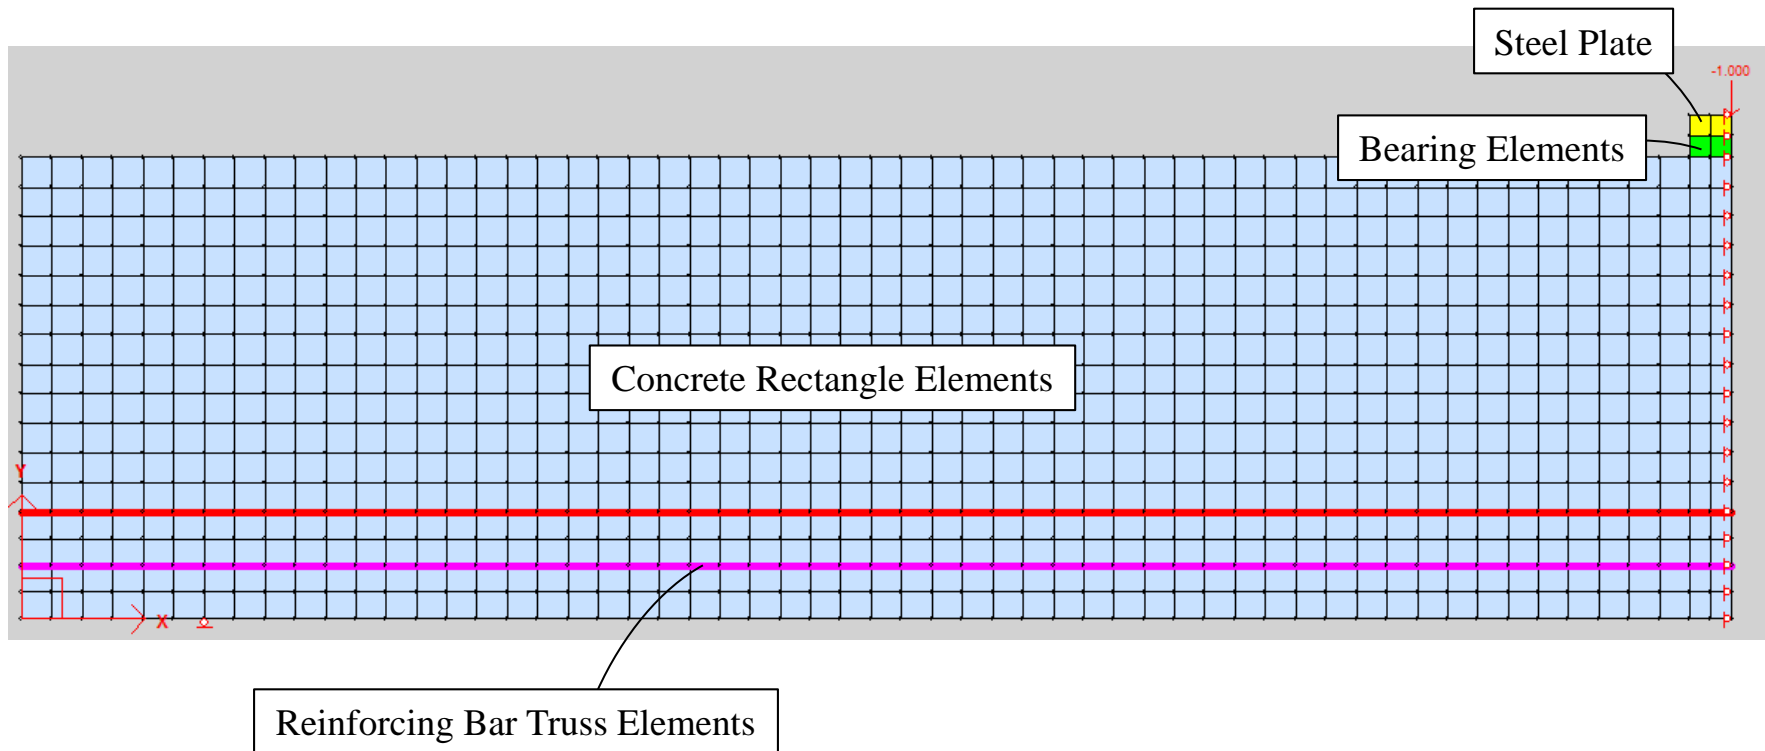 Steel Plate
-1.000
Bearing Elements
Concrete Rectangle Elements
Y
X
Reinforcing Bar Truss Elements